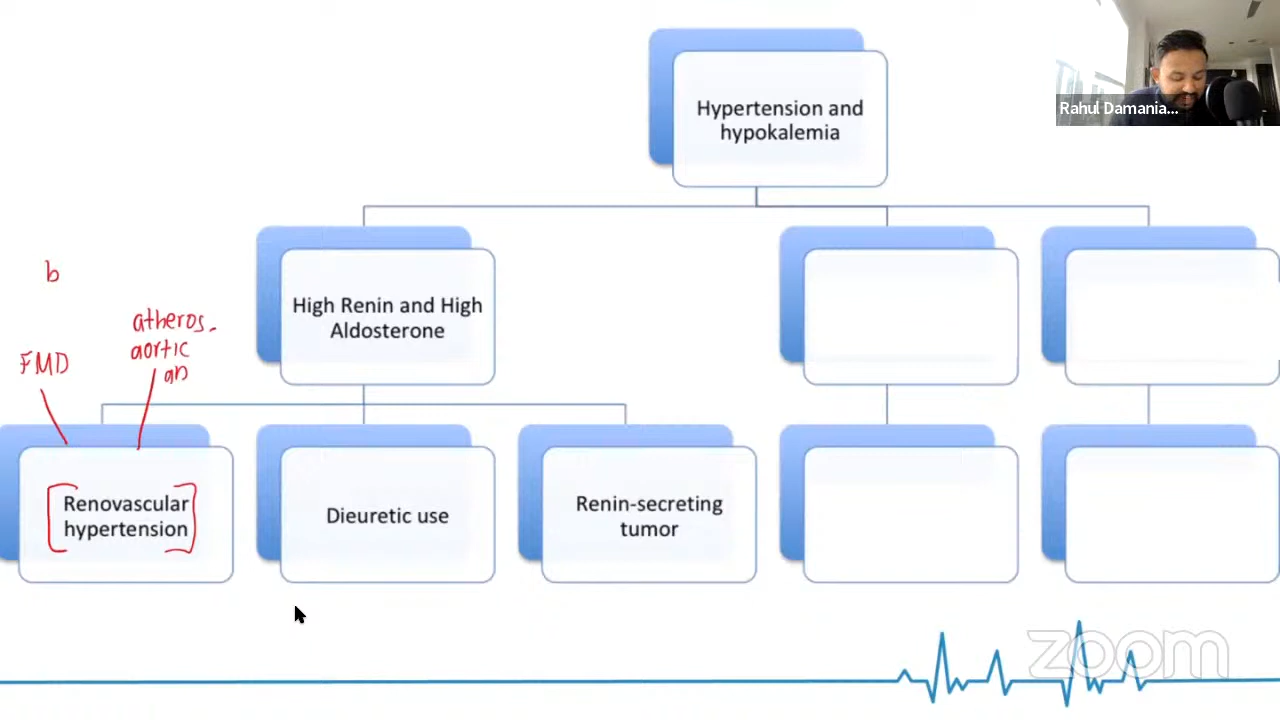 Rahul Damania...
Hypertension and
hypokalemia
High Renin and High
Aldosterone
b
atheros.
aortic
an
FMD
Renovascular
hypertension
Dieuretic use
Renin-secreting
tumor
zoom